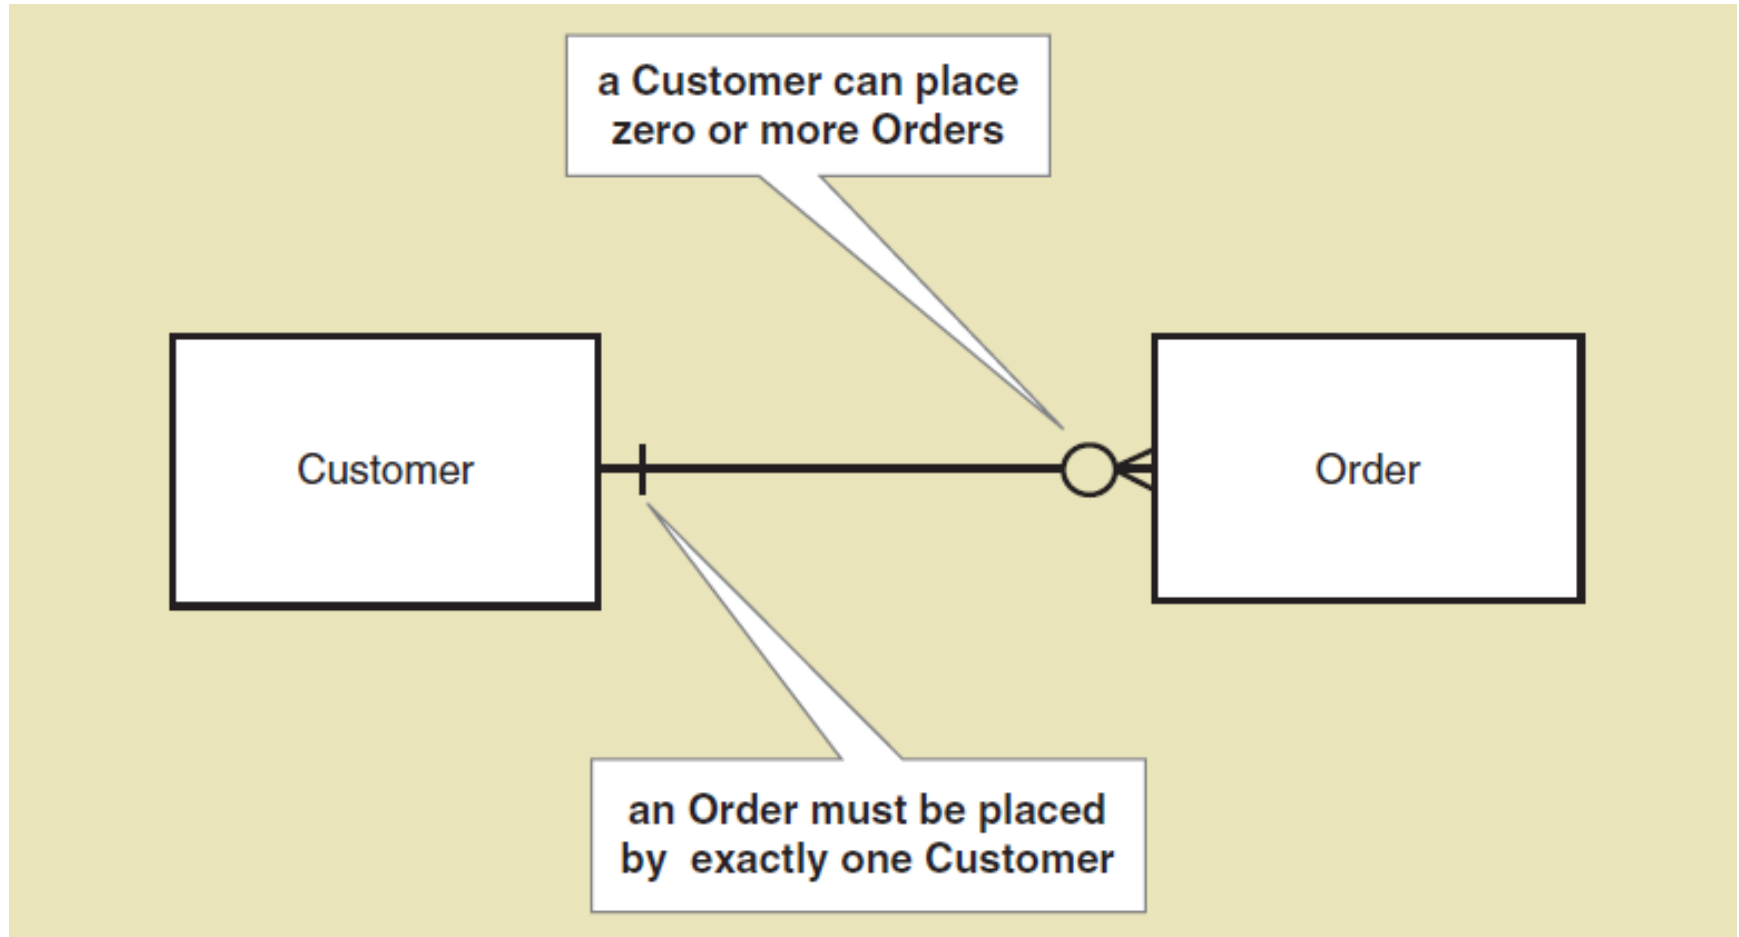 a Customer can place
zero or more Orders
Customer
Order
an Order must be placed
by exactly one Customer